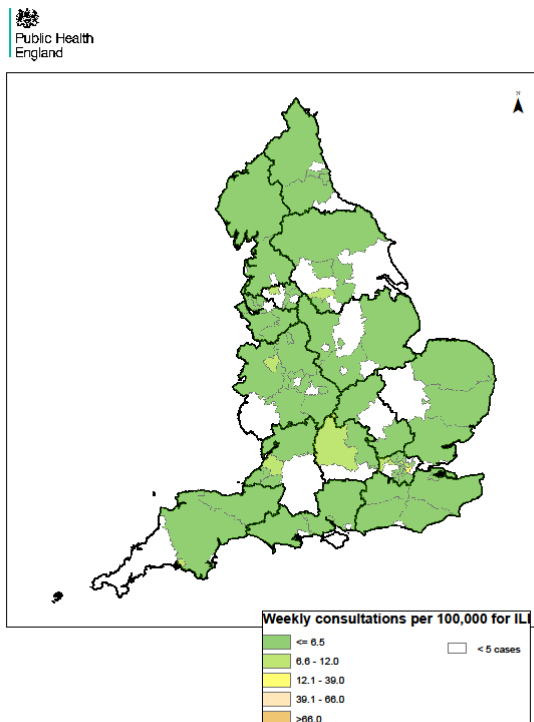 Public Health
England
N
Weekly consultations per 100,000 for ILI
<= 6.5
< 5 cases
6.6 - 12.0
12.1 - 39.0
39.1 - 66.0
>66.0